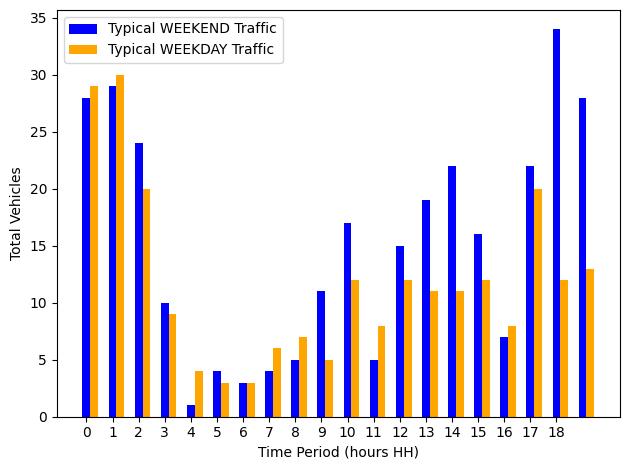 Typical WEEKEND Traffic
Typical WEEKDAY Traffic
Total Vehicles
35
30
25
20
15
10
5
0
0 1 2 3 4 5 6 7 8 9 10 11 12 13 14 15 16 17 18
Time Period (hours HH)